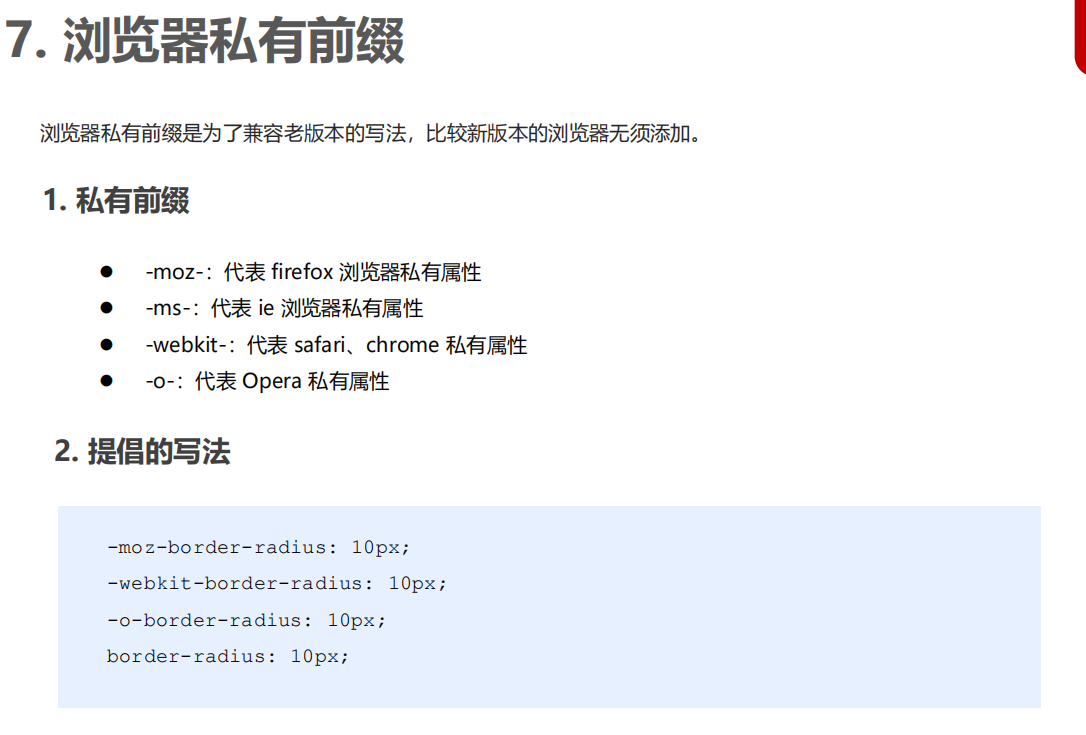 7. 浏览器私有前缀
浏览器私有前缀是为了兼容老版本的写法，比较新版本的浏览器无须添加。
1. 私有前缀
● -moz-：代表 firefox 浏览器私有属性
● -ms-：代表 ie 浏览器私有属性
● -webkit-：代表 safari、chrome 私有属性
● -o-：代表 Opera 私有属性
2. 提倡的写法
-moz-border-radius: 10px;
-webkit-border-radius: 10px;
-o-border-radius: 10px;
border-radius: 10px;